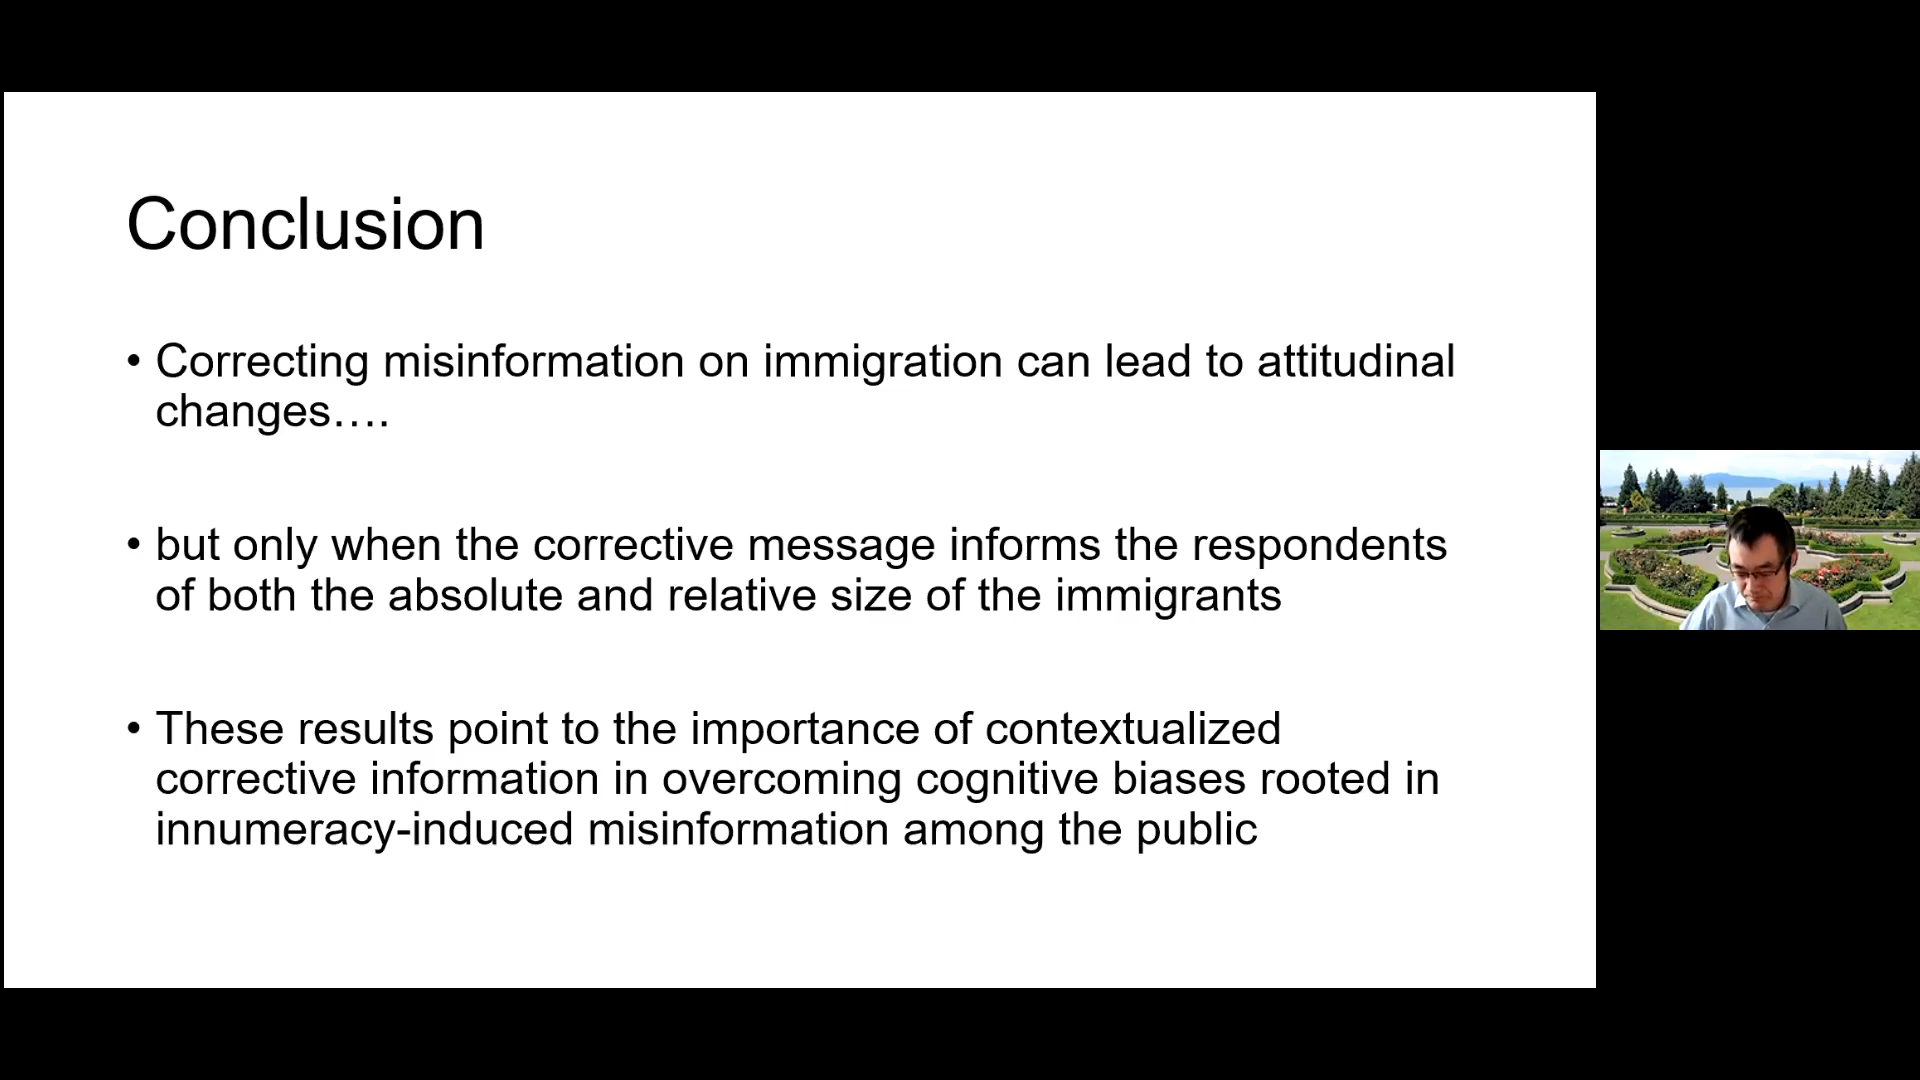 Conclusion
• Correcting misinformation on immigration can lead to attitudinal
changes….
• but only when the corrective message informs the respondents
of both the absolute and relative size of the immigrants
• These results point to the importance of contextualized
corrective information in overcoming cognitive biases rooted in
innumeracy-induced misinformation among the public